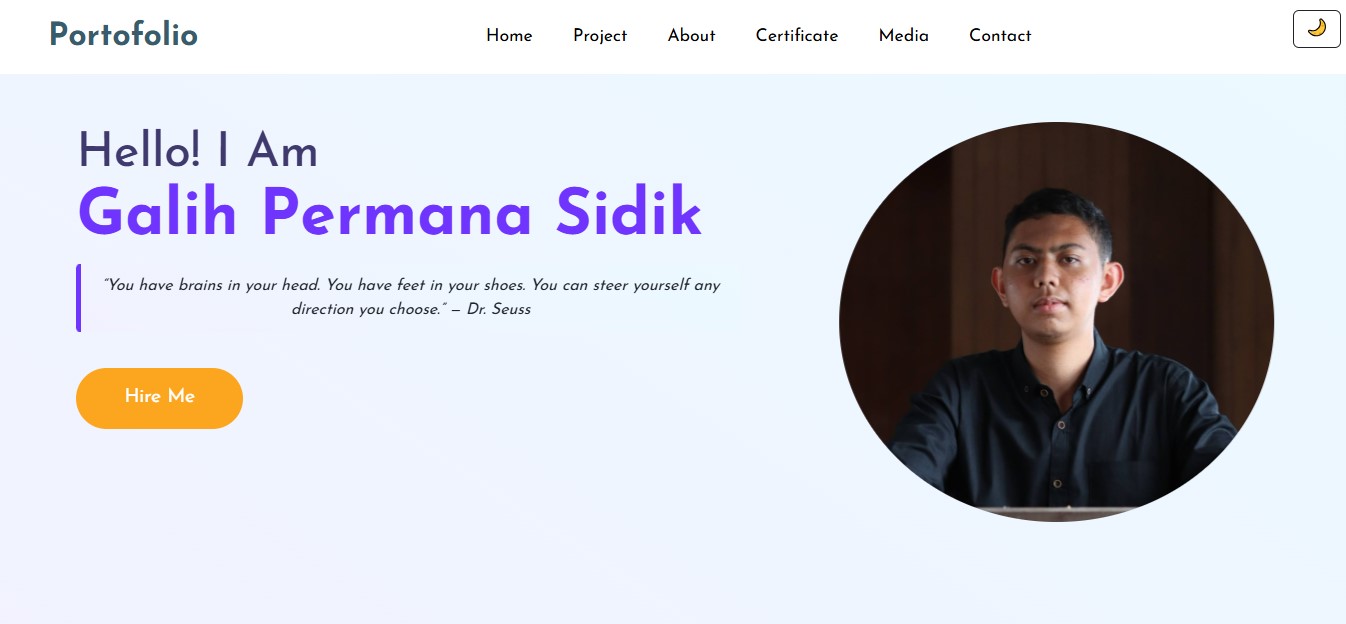 Portofolio
Home Project About Certificate Media Contact
Hello! I Am
Galih Permana Sidik
“You have brains in your head. You have feet in your shoes. You can steer yourself any
direction you choose.” – Dr. Seuss
Hire Me